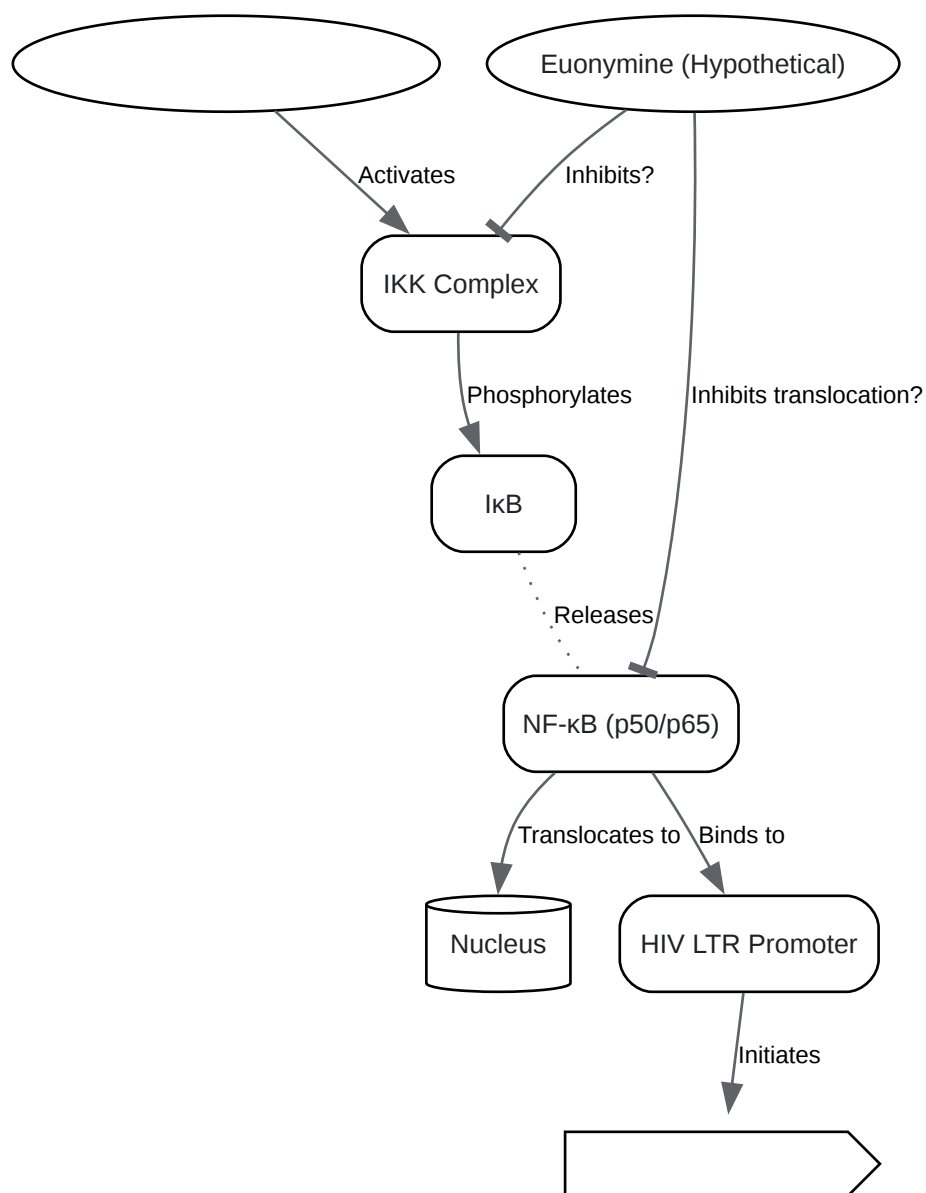 Euonymine (Hypothetical)
Activates
Inhibits?
IKK Complex
Phosphorylates
Inhibits translocation?
IκB
Releases
NF-κB (p50/p65)
Translocates to
Binds to
Nucleus
HIV LTR Promoter
Initiates